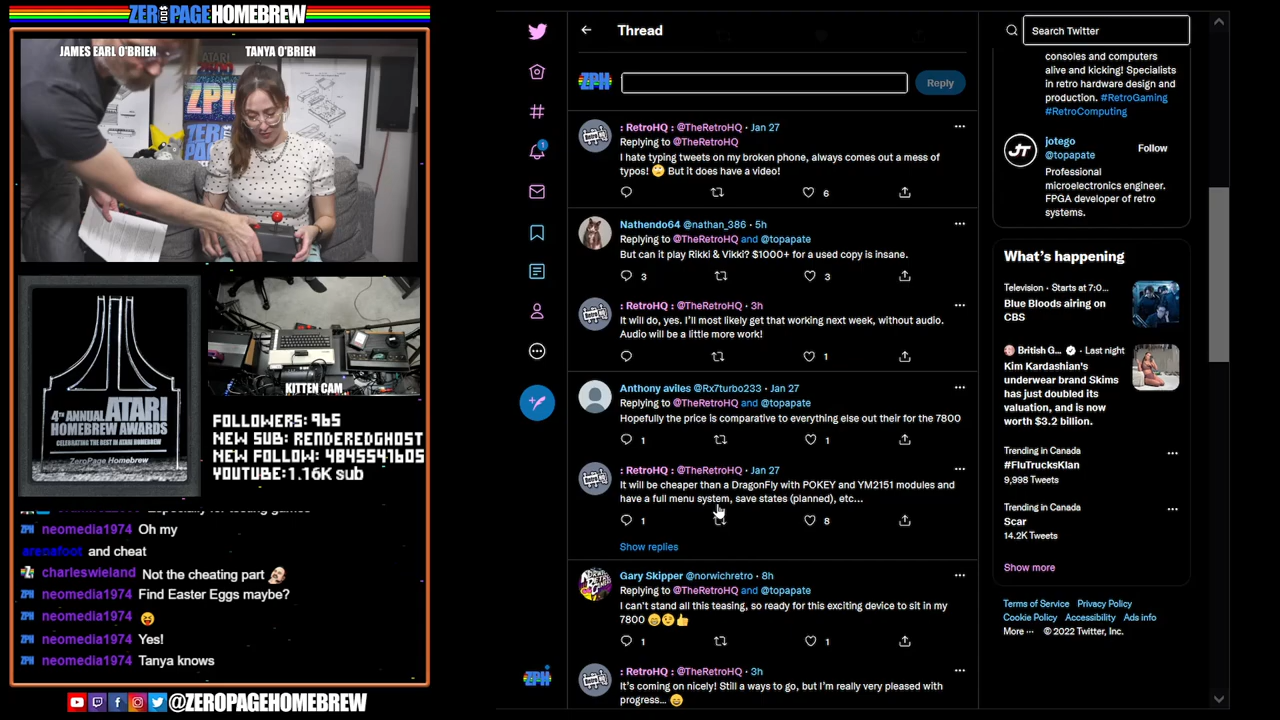 ZERO PAGE HOMEBREW
JAMES EARL O'BRIEN
TANYA O'BRIEN
ZPH
4TH ANNUAL ATARI
HOMEBREW AWARDS
CELEBRATING THE BEST IN ATARI HOMEBREW
ZeroPage Homebrew
KITTEN CAM
FOLLOWERS: 965
NEW SUB: RENDEREDGHOST
NEW FOLLOW: 4845547605
YOUTUBE:1.16K sub
neomedia1974 Oh my
arenafoot and cheat
charleswieland Not the cheating part
neomedia1974 Find Easter Eggs maybe?
neomedia1974
neomedia1974 Yes!
neomedia1974 Tanya knows
@ZEROPAGEHOMEBREW
1
Thread
ZPH
Reply
: RetroHQ : @TheRetroHQ · Jan 27
Replying to @TheRetroHQ
I hate typing tweets on my broken phone, always comes out a mess of
typos! 🙄 But it does have a video!
6
Nathendo64 @nathan_386 · 5h
Replying to @TheRetroHQ and @topapate
But can it play Rikki & Vikki? $1000+ for a used copy is insane.
3 3
: RetroHQ : @TheRetroHQ · 3h
It will do, yes. I'll most likely get that working next week, without audio.
Audio will be a little more work!
1
Anthony aviles @Rx7turbo233 · Jan 27
Replying to @TheRetroHQ and @topapate
Hopefully the price is comparative to everything else out their for the 7800
1 1
: RetroHQ : @TheRetroHQ · Jan 27
It will be cheaper than a DragonFly with POKEY and YM2151 modules and
have a full menu system, save states (planned), etc...
1 8
Show replies
Gary Skipper @norwichretro · 8h
Replying to @TheRetroHQ and @topapate
I can't stand all this teasing, so ready for this exciting device to sit in my
7800 😁😉👍
1 1
: RetroHQ : @TheRetroHQ · 3h
It's coming on nicely! Still a ways to go, but I'm really very pleased with
progress... 😄
Search Twitter
consoles and computers
alive and kicking! Specialists
in retro hardware design and
production. #RetroGaming
#RetroComputing
JT
jotego
@topapate
Follow
Professional
microelectronics engineer.
FPGA developer of retro
systems.
What's happening
Television · Starts at 7:0...
Blue Bloods airing on
CBS
British G... · Last night
Kim Kardashian's
underwear brand Skims
has just doubled its
valuation, and is now
worth $3.2 billion.
Trending in Canada
#FluTrucksKlan
9,998 Tweets
Trending in Canada
Scar
14.2K Tweets
Show more
Terms of Service Privacy Policy
Cookie Policy Accessibility Ads info
More ··· © 2022 Twitter, Inc.